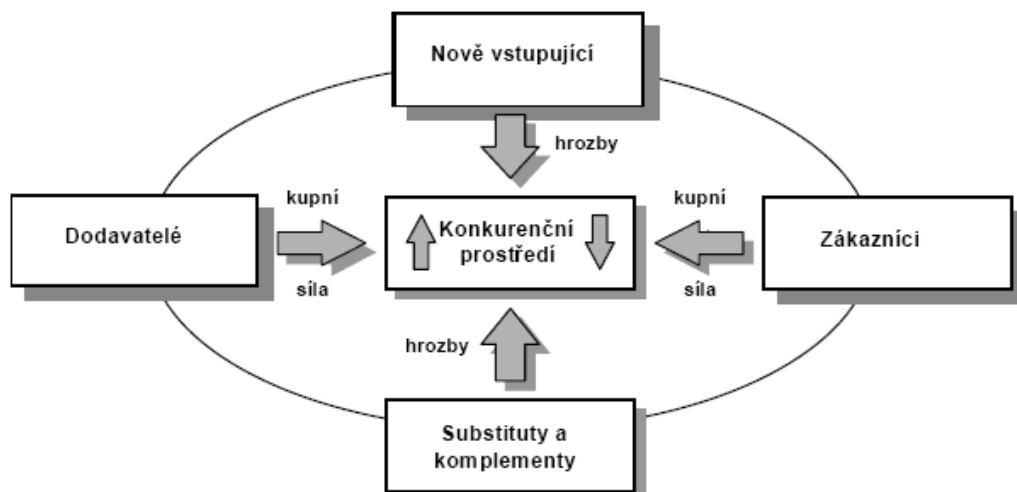 Nově vstupující
hrozby
kupní
Dodavatelé
síla
Konkurenční
prostředí
kupní
Zákazníci
síla
hrozby
Substituty a
komplementy